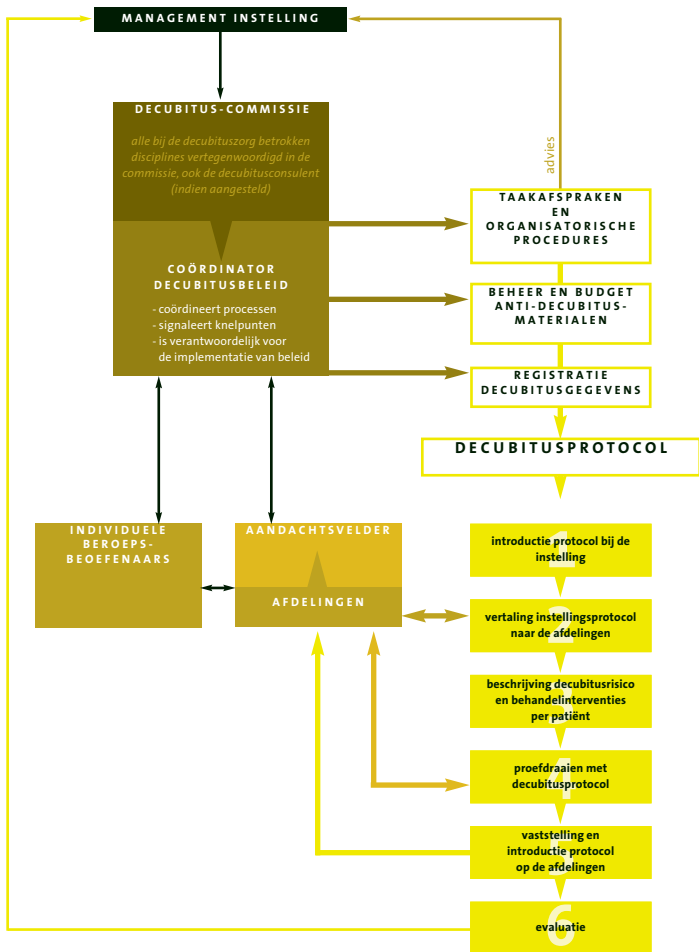 MANAGEMENT INSTELLING
DECUBITUS-COMMISSIE
alle bij de decubituszorg betrokken
disciplines vertegenwoordigd in de
commissie, ook de decubitusconsulent
(indien aangesteld)
COÖRDINATOR
DECUBITUSBELEID
- coördineert processen
- signaleert knelpunten
- is verantwoordelijk voor
de implementatie van beleid
advies
TAAKAFSPRAKEN
EN
ORGANISATORISCHE
PROCEDURES
BEHEER EN BUDGET
ANTI-DECUBITUS-
MATERIALEN
REGISTRATIE
DECUBITUSGEGEVENS
DECUBITUSPROTOCOL
INDIVIDUELE
BEROEPS-
BEOEFENAARS
AANDACHTSVELDER
AFDELINGEN
1
introductie protocol bij de
instelling
2
vertaling instellingsprotocol
naar de afdelingen
3
beschrijving decubitusrisico
en behandelinterventies
per patiënt
4
proefdraaien met
decubitusprotocol
5
vaststelling en
introductie protocol
op de afdelingen
6
evaluatie